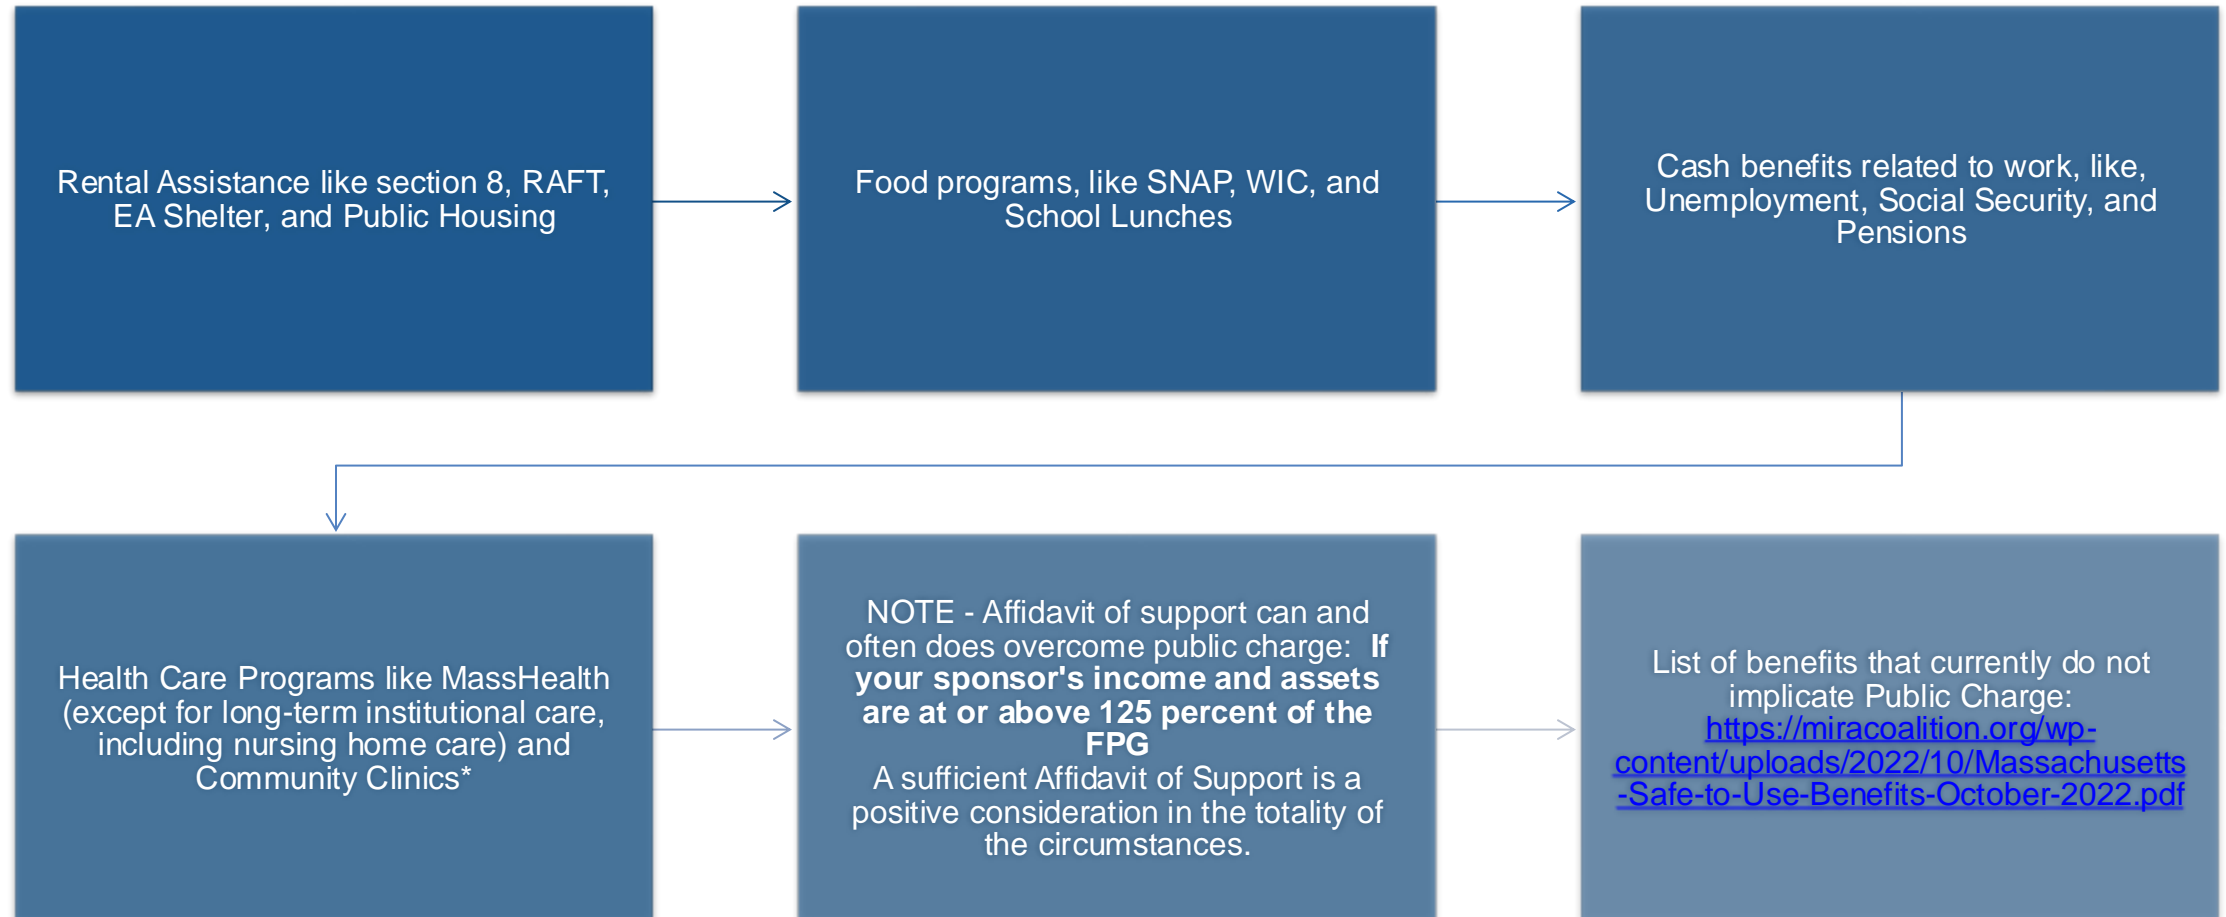 Rental Assistance like section 8, RAFT,
EA Shelter, and Public Housing
Food programs, like SNAP, WIC, and
School Lunches
Cash benefits related to work, like,
Unemployment, Social Security, and
Pensions
Health Care Programs like MassHealth
(except for long-term institutional care,
including nursing home care) and
Community Clinics*
NOTE - Affidavit of support can and
often does overcome public charge:  If
your sponsor's income and assets
are at or above 125 percent of the
FPG
A sufficient Affidavit of Support is a
positive consideration in the totality of
the circumstances.
List of benefits that currently do not
implicate Public Charge:
https://miracoalition.org/wp-
content/uploads/2022/10/Massachusetts
-Safe-to-Use-Benefits-October-2022.pdf